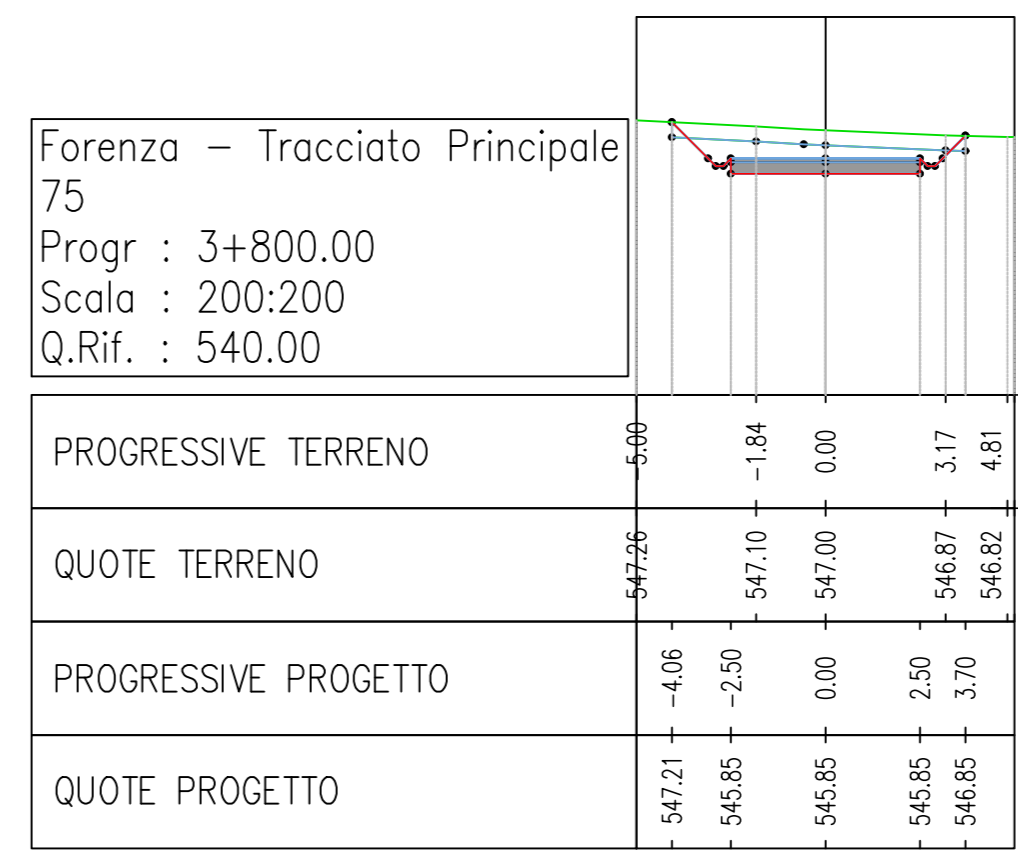 Forenza – Tracciato Principale
75
Progr : 3+800.00
Scala : 200:200
Q.Rif. : 540.00
PROGRESSIVE TERRENO -5.00 -1.84 0.00 3.17 4.81
QUOTE TERRENO 547.26 547.10 547.00 546.87 546.82
PROGRESSIVE PROGETTO -4.06 -2.50 0.00 2.50 3.70
QUOTE PROGETTO 547.21 545.85 545.85 545.85 546.85